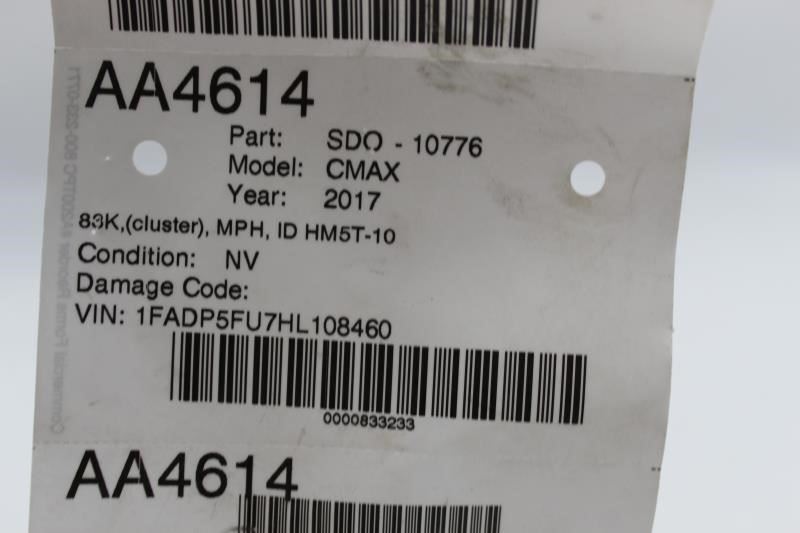 AA4614
Part: SDO - 10776
Model: CMAX
Year: 2017
83K,(cluster), MPH, ID HM5T-10
Condition: NV
Damage Code:
VIN: 1FADP5FU7HL108460
0000833233
AA4614